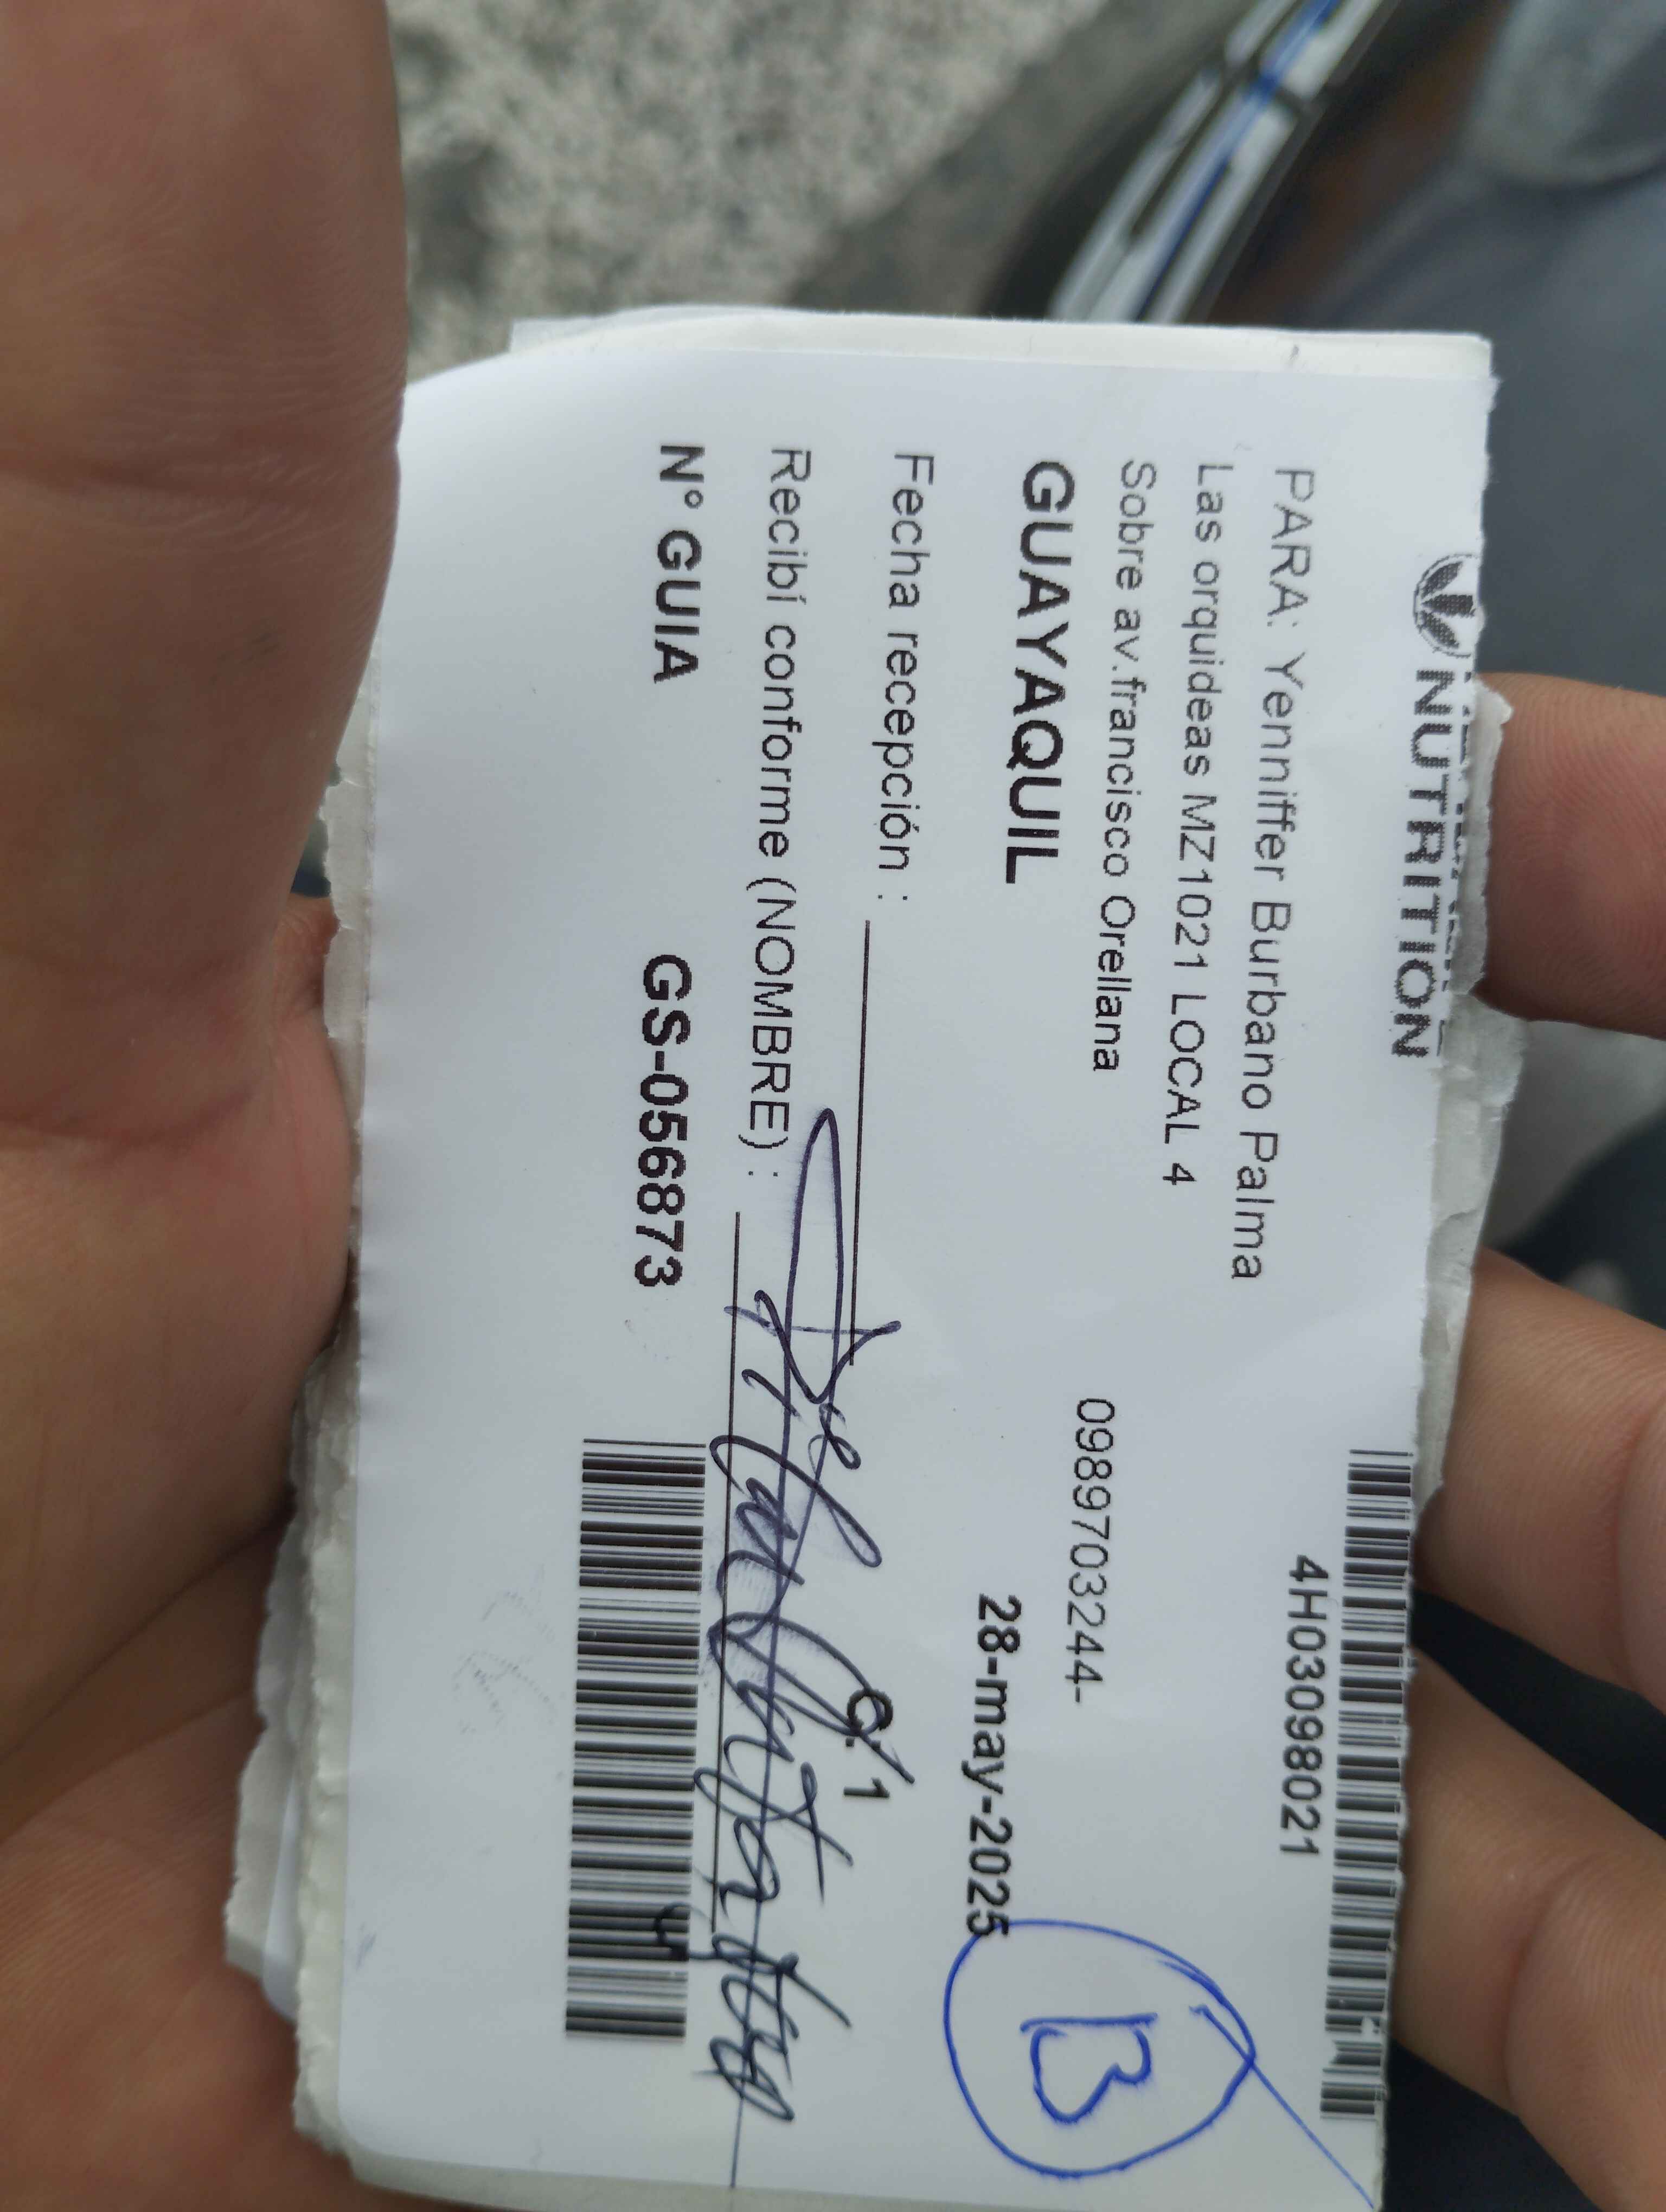 NUTRITION
4H03098021
PARA: Yenniffer Burbano Palma
Las orquideas MZ1021 LOCAL 4
Sobre av.francisco Orellana
0989703244-
GUAYAQUIL
28-may-2025
B
Fecha recepción :
C/1
Recibí conforme (NOMBRE) :
N° GUIA
GS-056873